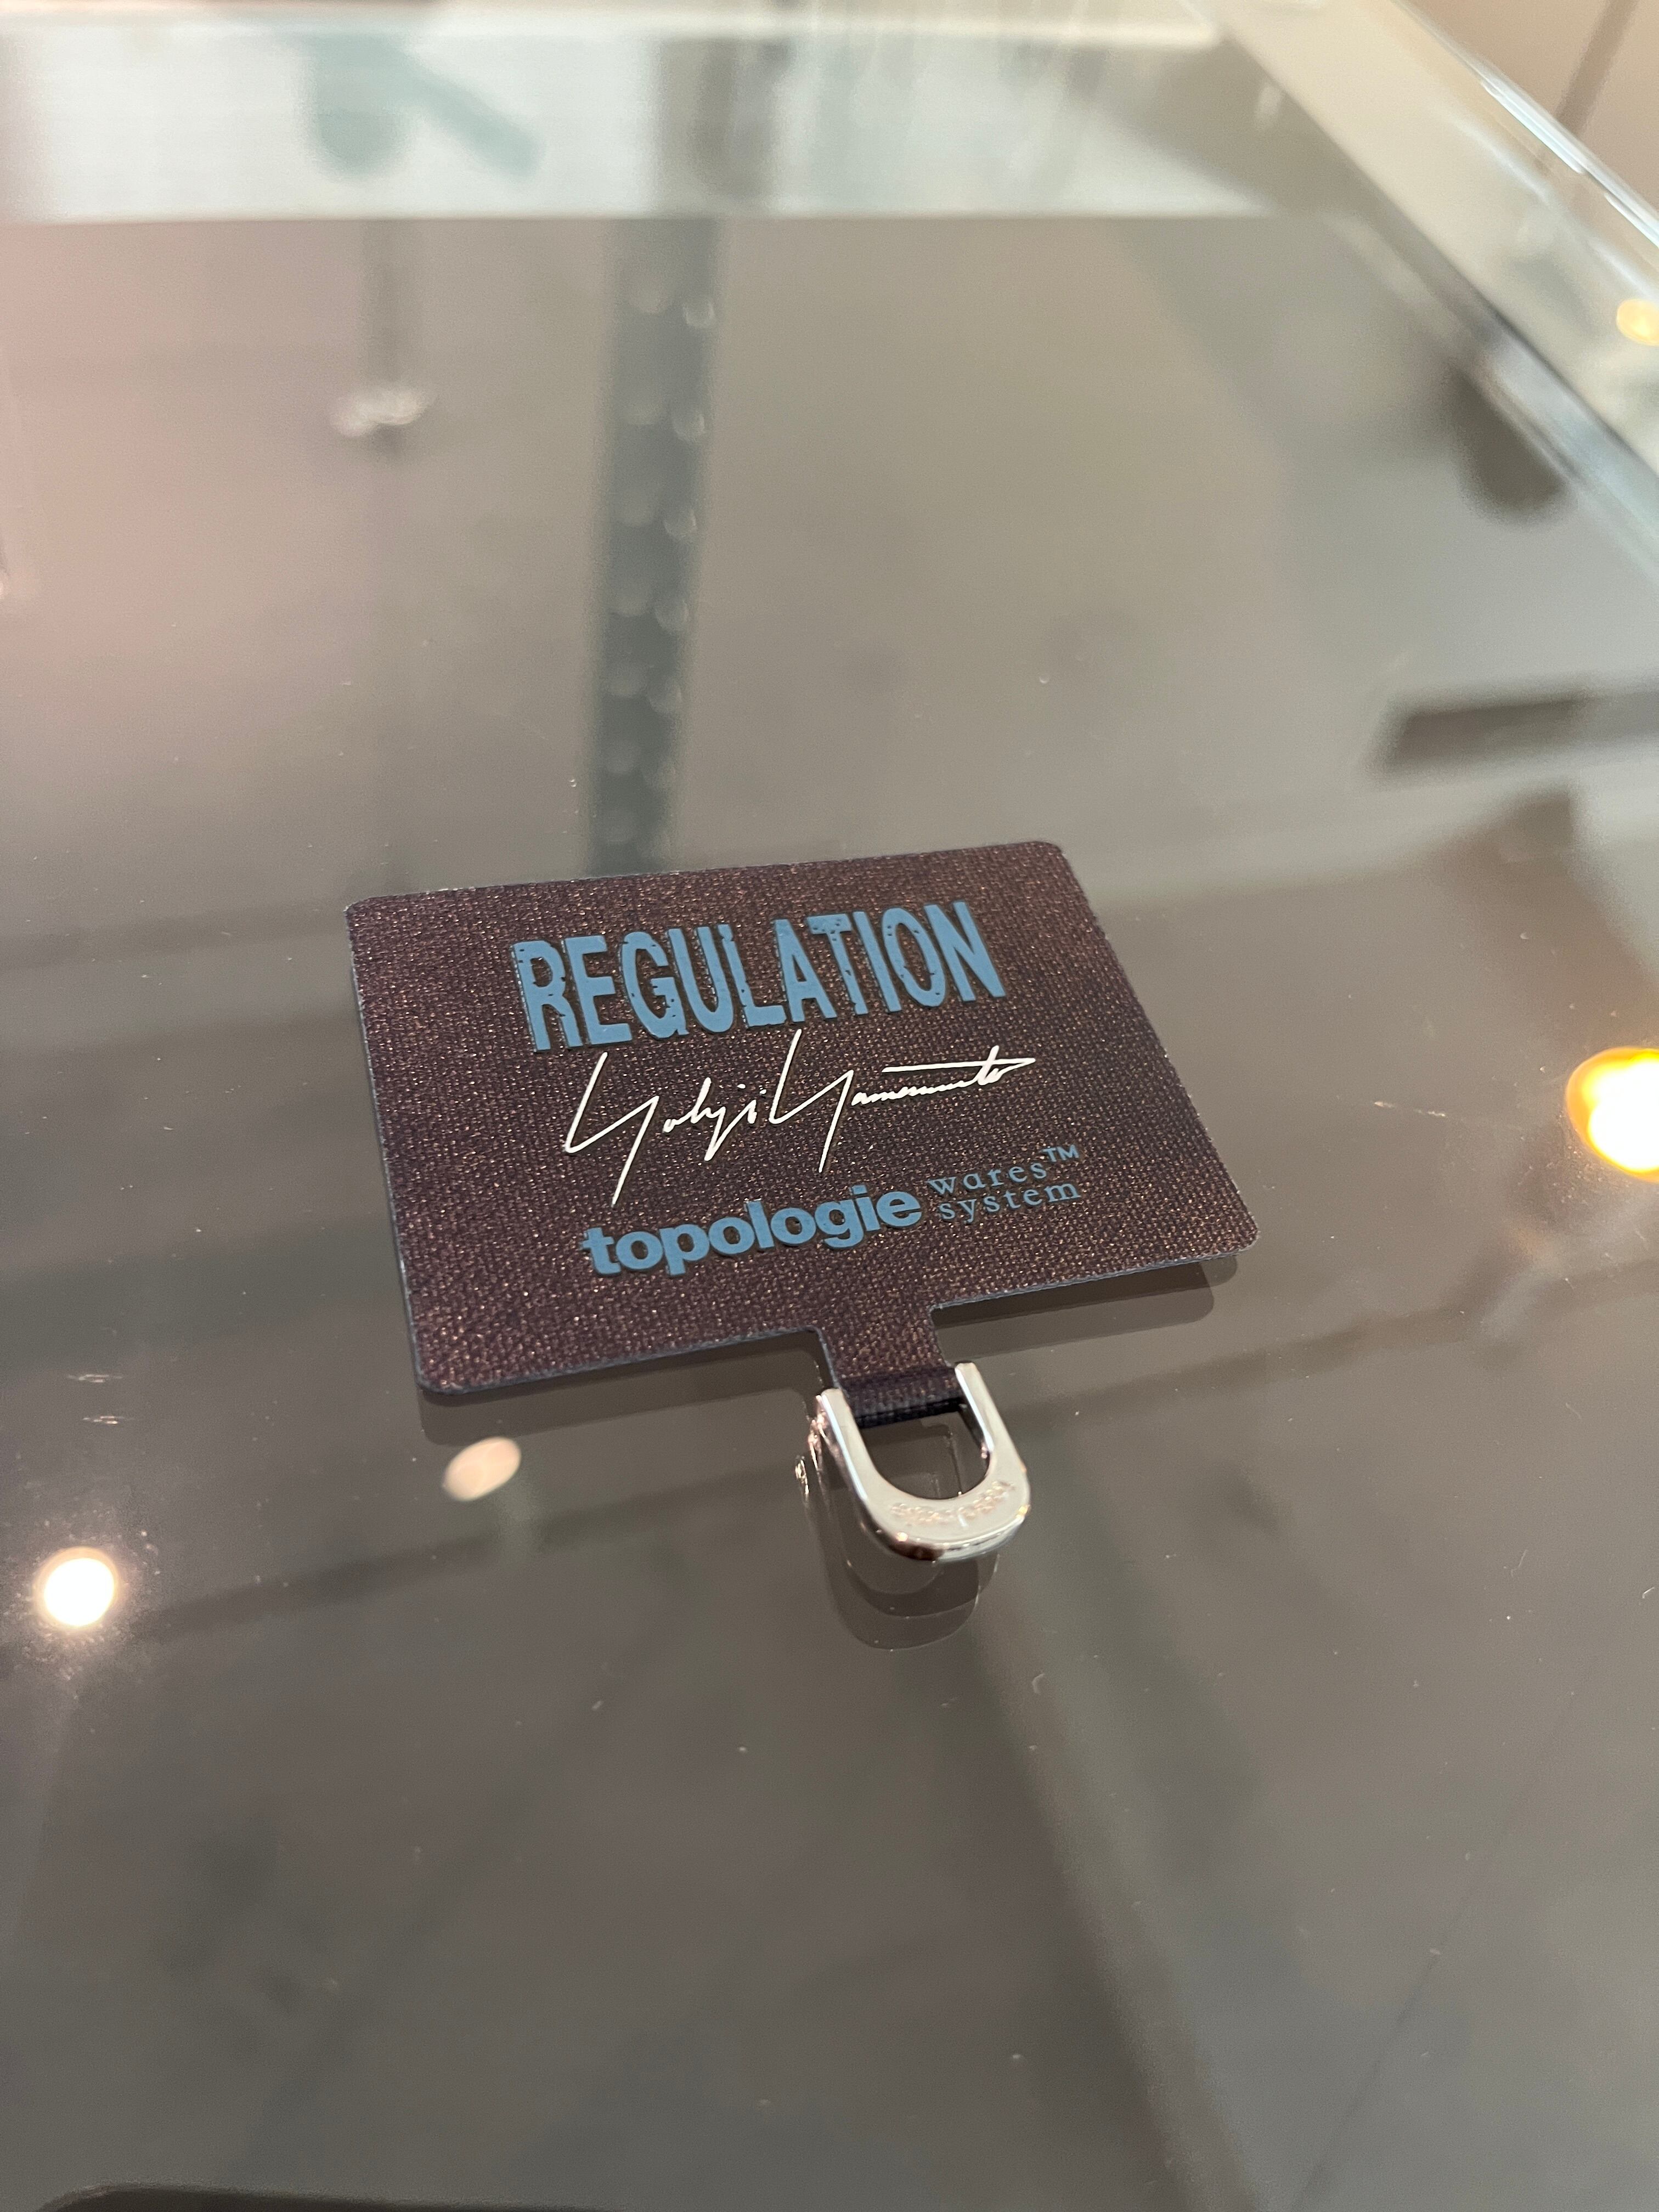 REGULATION
Yohji Yamamoto
topologie wares™
system